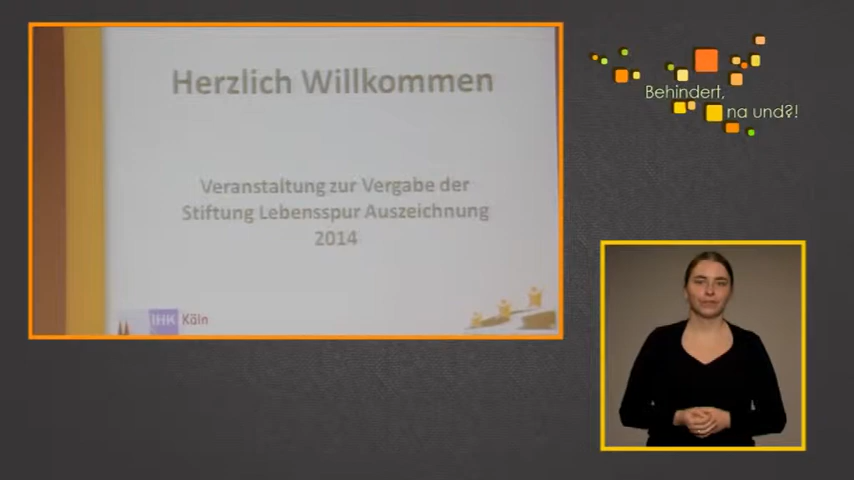 Herzlich Willkommen
Veranstaltung zur Vergabe der
Stiftung Lebensspur Auszeichnung
2014
IHK Köln
Behindert,
na und?!